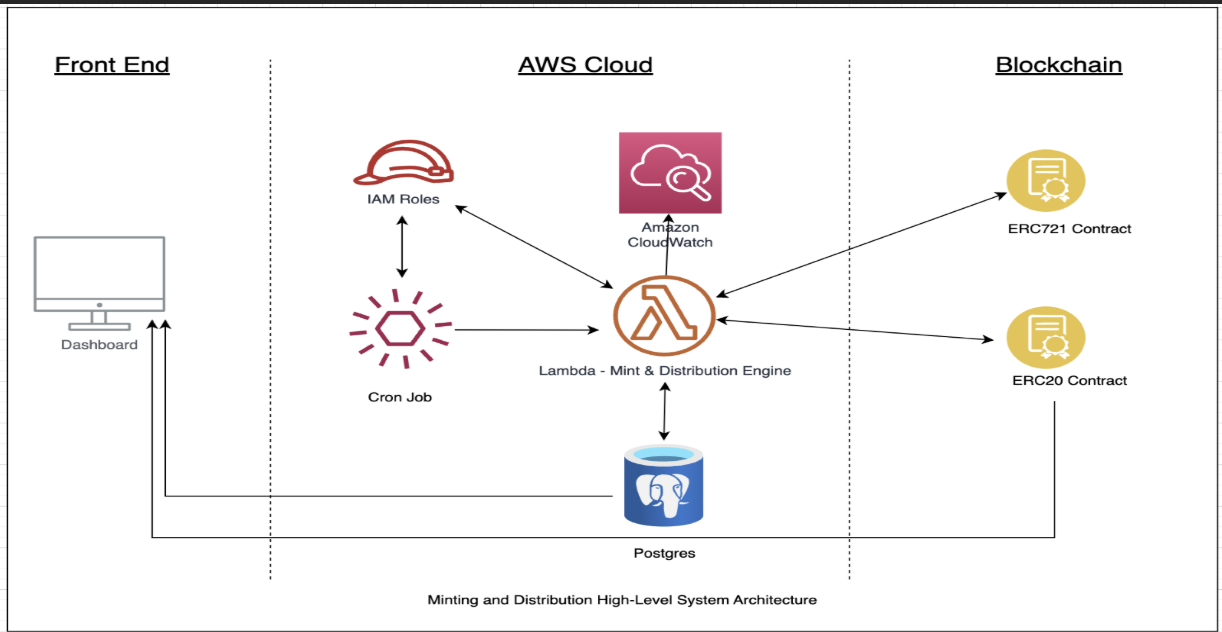 Front End
AWS Cloud
Blockchain
IAM Roles
Amazon
CloudWatch
ERC721 Contract
Dashboard
Cron Job
Lambda - Mint & Distribution Engine
ERC20 Contract
Postgres
Minting and Distribution High-Level System Architecture